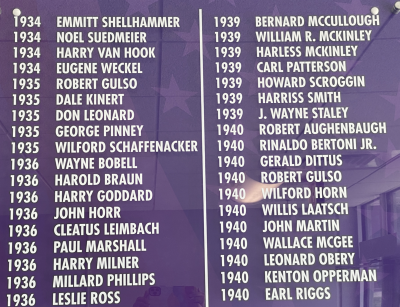 1934 EMMITT SHELLHAMMER
1934 NOEL SUEDMEIER
1934 HARRY VAN HOOK
1934 EUGENE WECKEL
1935 ROBERT GULSO
1935 DALE KINERT
1935 DON LEONARD
1935 GEORGE PINNEY
1935 WILFORD SCHAFFENACKER
1936 WAYNE BOBELL
1936 HAROLD BRAUN
1936 HARRY GODDARD
1936 JOHN HORR
1936 CLEATUS LEIMBACH
1936 PAUL MARSHALL
1936 HARRY MILNER
1936 MILLARD PHILLIPS
1936 LESLIE ROSS
1939 BERNARD MCCULLOUGH
1939 WILLIAM R. MCKINLEY
1939 HARLESS MCKINLEY
1939 CARL PATTERSON
1939 HOWARD SCROGGIN
1939 HARRISS SMITH
1939 J. WAYNE STALEY
1940 ROBERT AUGHENBAUGH
1940 RINALDO BERTONI JR.
1940 GERALD DITTUS
1940 ROBERT GULSO
1940 WILFORD HORN
1940 WILLIS LAATSCH
1940 JOHN MARTIN
1940 WALLACE MCGEE
1940 LEONARD OBERY
1940 KENTON OPPERMAN
1940 EARL RIGGS